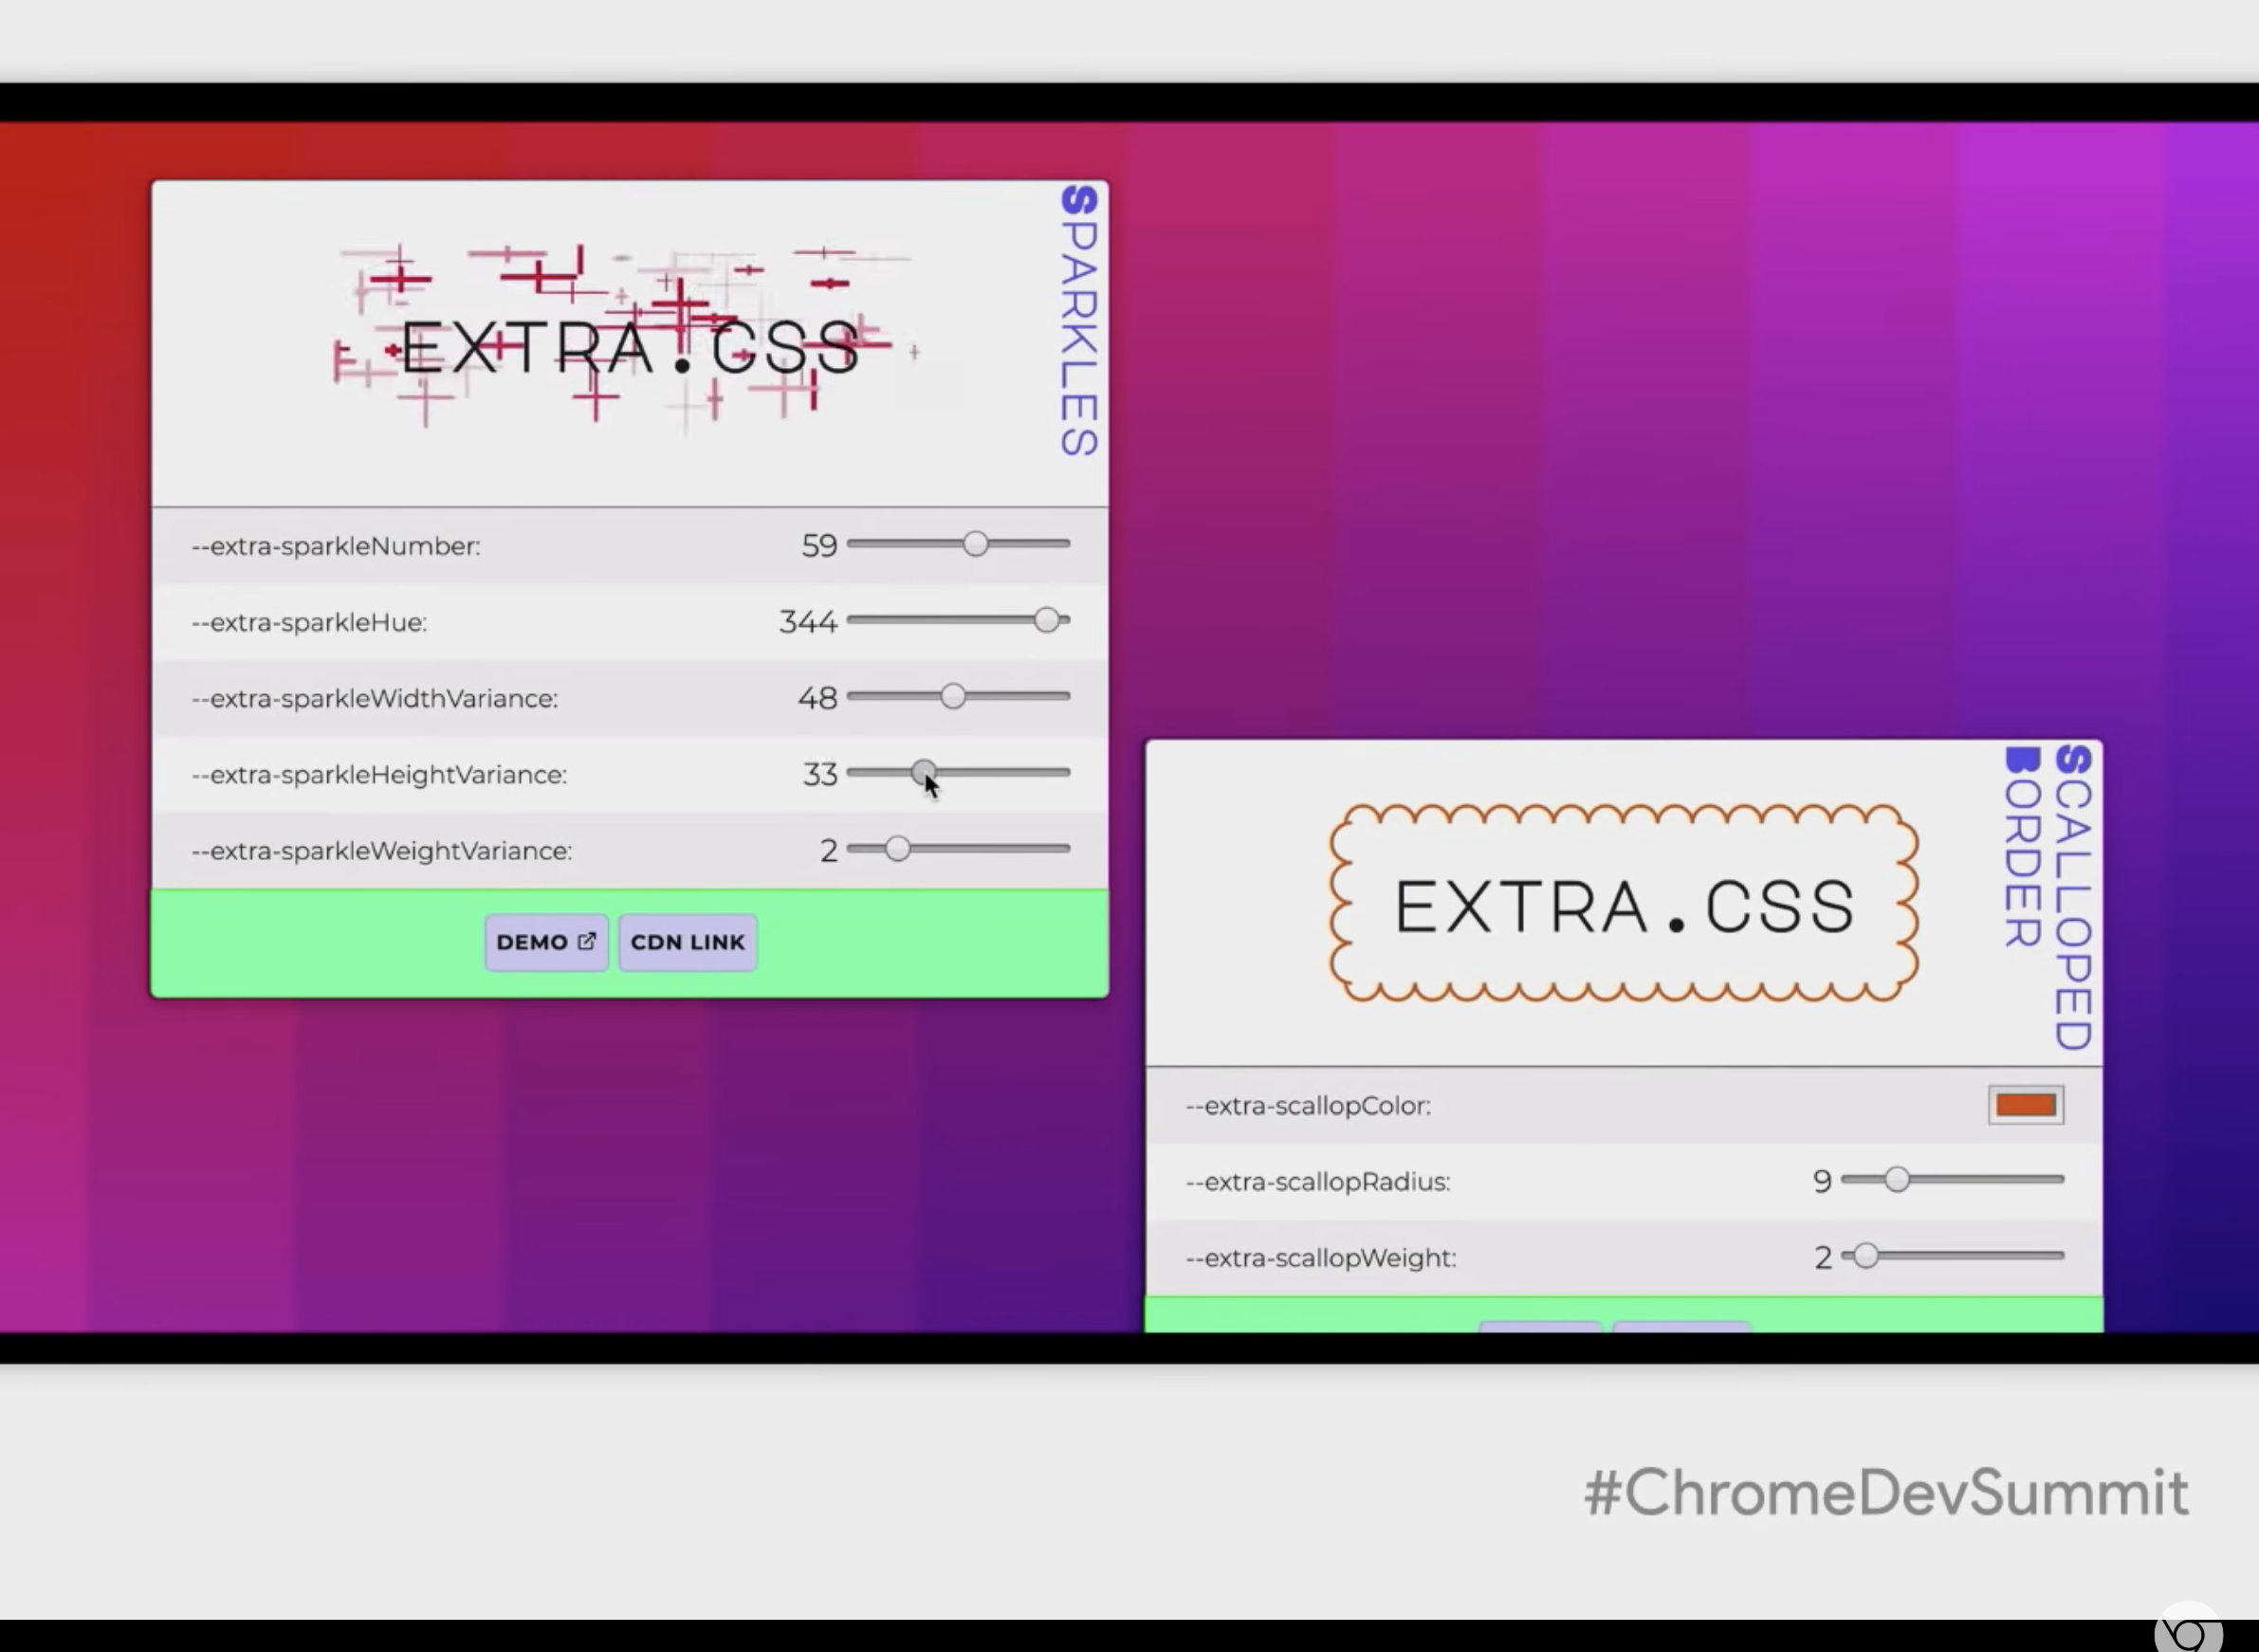 EXTRA.CSS
SPARKLES
--extra-sparkleNumber: 59
--extra-sparkleHue: 344
--extra-sparkleWidthVariance: 48
--extra-sparkleHeightVariance: 33
--extra-sparkleWeightVariance: 2
DEMO CDN LINK
EXTRA.CSS
SCALLOPED
BORDER
--extra-scallopColor:
--extra-scallopRadius: 9
--extra-scallopWeight: 2
#ChromeDevSummit